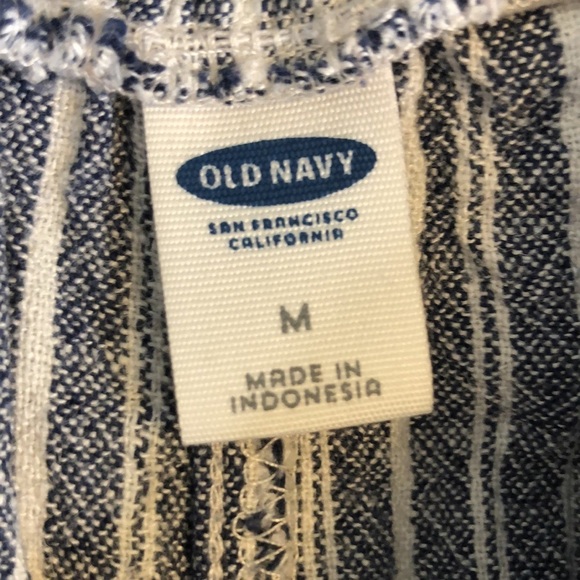 OLD NAVY
SAN FRANCISCO
CALIFORNIA
M
MADE IN
INDONESIA